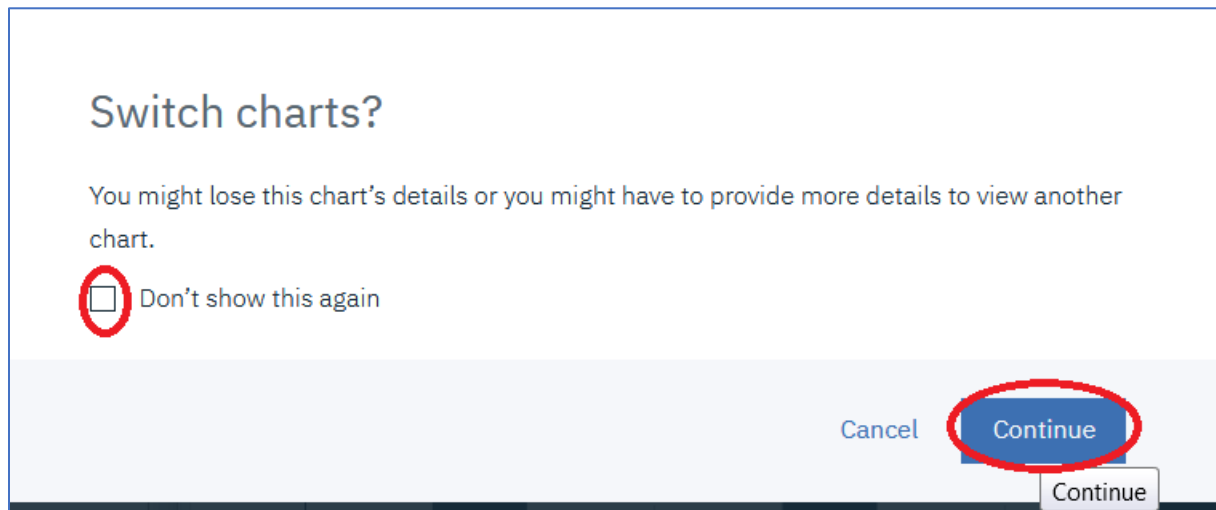 Switch charts?
You might lose this chart’s details or you might have to provide more details to view another
chart.
Don’t show this again
Cancel
Continue
Continue